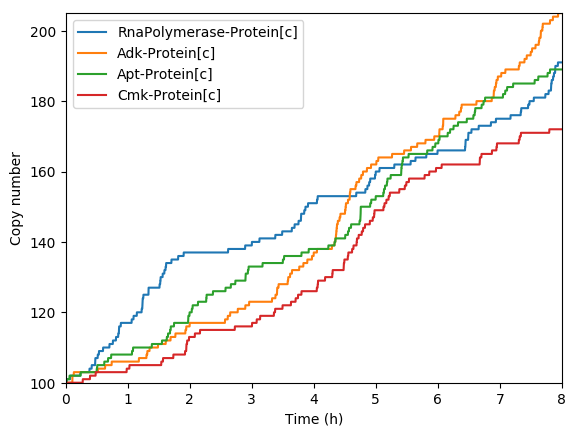 RnaPolymerase-Protein[c]
Adk-Protein[c]
Apt-Protein[c]
Cmk-Protein[c]
200
180
160
140
120
100
Copy number
0 1 2 3 4 5 6 7 8
Time (h)